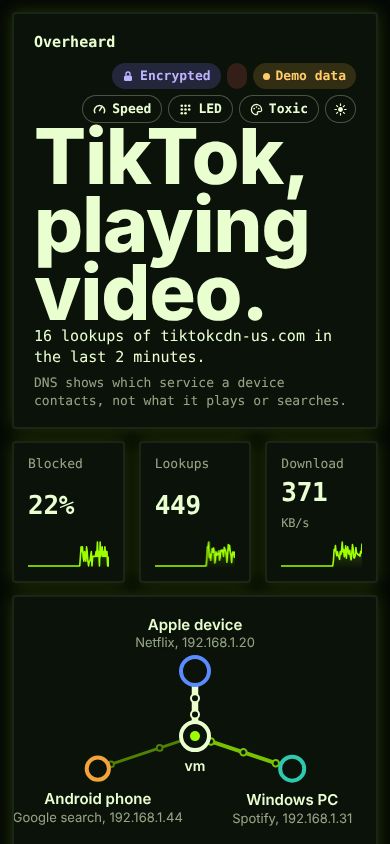 Overheard
Encrypted
Demo data
Speed
LED
Toxic
TikTok,
playing
video.
16 lookups of tiktokcdn-us.com in
the last 2 minutes.
DNS shows which service a device
contacts, not what it plays or searches.
Blocked
22%
Lookups
449
Download
371
KB/s
Apple device
Netflix, 192.168.1.20
vm
Android phone
Google search, 192.168.1.44
Windows PC
Spotify, 192.168.1.31